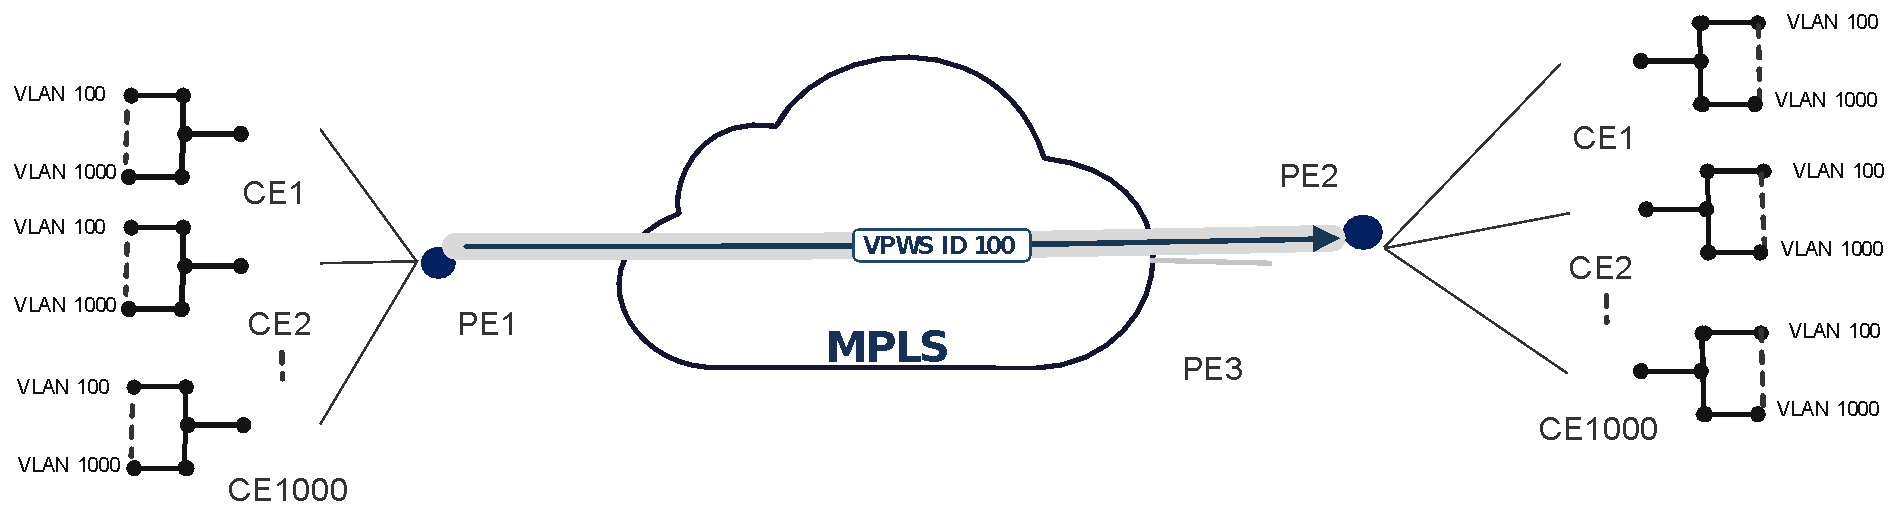 VLAN 100
VLAN 1000
CE1
VLAN 100
VLAN 1000
CE2
VLAN 100
VLAN 1000
CE1000
PE1
VPWS ID 100
MPLS
PE2
PE3
VLAN 100
VLAN 1000
CE1
VLAN 100
VLAN 1000
CE2
VLAN 100
VLAN 1000
CE1000